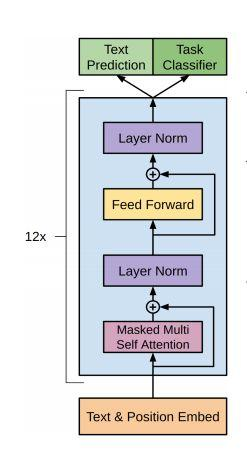 Text
Prediction
Task
Classifier
Layer Norm
Feed Forward
12x
Layer Norm
Masked Multi
Self Attention
Text & Position Embed